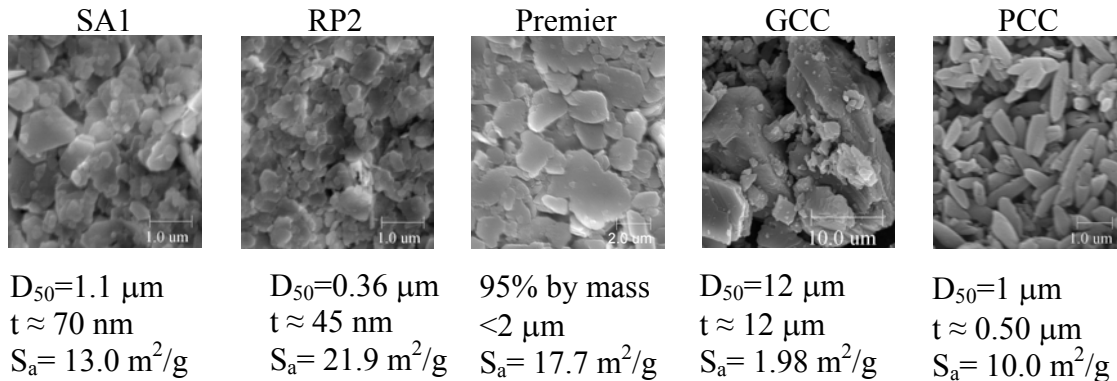 SA1 RP2 Premier GCC PCC
1.0 um 1.0 um 2.0 um 10.0 um 1.0 um
D₅₀=1.1 μm D₅₀=0.36 μm 95% by mass D₅₀=12 μm D₅₀=1 μm
t ≈ 70 nm t ≈ 45 nm <2 μm t ≈ 12 μm t ≈ 0.50 μm
Sₐ= 13.0 m²/g Sₐ= 21.9 m²/g Sₐ= 17.7 m²/g Sₐ= 1.98 m²/g Sₐ= 10.0 m²/g